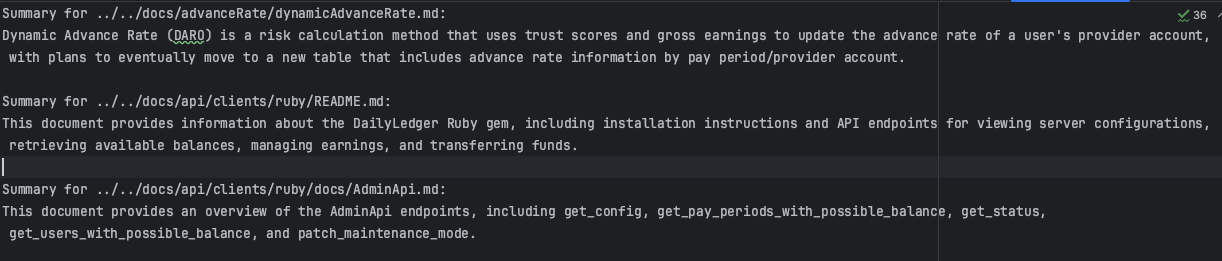 Summary for ../../docs/advanceRate/dynamicAdvanceRate.md:
36
Dynamic Advance Rate (DARO) is a risk calculation method that uses trust scores and gross earnings to update the advance rate of a user's provider account,
with plans to eventually move to a new table that includes advance rate information by pay period/provider account.
Summary for ../../docs/api/clients/ruby/README.md:
This document provides information about the DailyLedger Ruby gem, including installation instructions and API endpoints for viewing server configurations,
retrieving available balances, managing earnings, and transferring funds.
Summary for ../../docs/api/clients/ruby/docs/AdminApi.md:
This document provides an overview of the AdminApi endpoints, including get_config, get_pay_periods_with_possible_balance, get_status,
get_users_with_possible_balance, and patch_maintenance_mode.